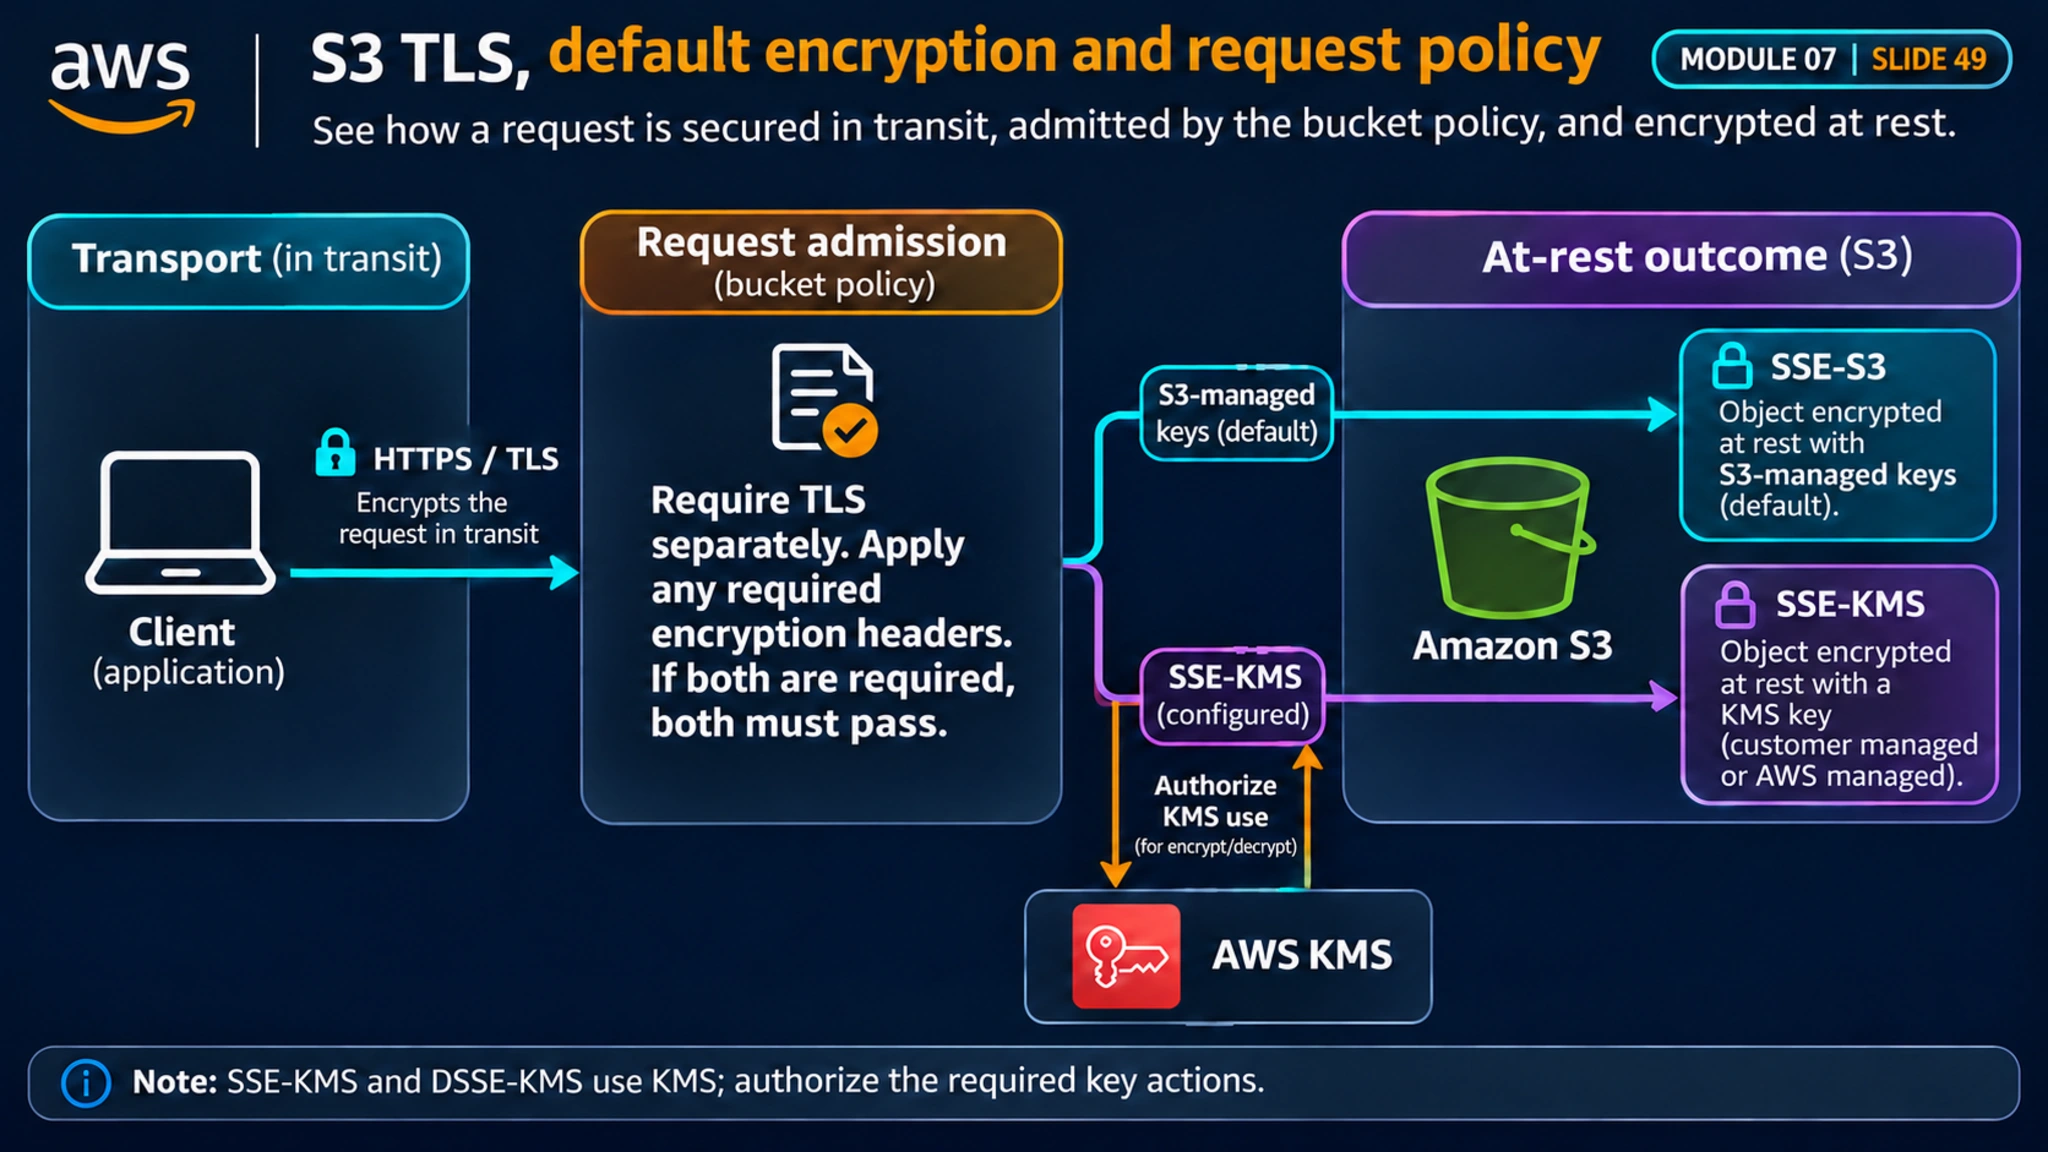 aws
S3 TLS, default encryption and request policy
MODULE 07 | SLIDE 49
See how a request is secured in transit, admitted by the bucket policy, and encrypted at rest.
Transport (in transit)
HTTPS / TLS
Encrypts the
request in transit
Client
(application)
Request admission
(bucket policy)
Require TLS
separately. Apply
any required
encryption headers.
If both are required,
both must pass.
S3-managed
keys (default)
SSE-KMS
(configured)
Authorize
KMS use
(for encrypt/decrypt)
AWS KMS
At-rest outcome (S3)
Amazon S3
SSE-S3
Object encrypted
at rest with
S3-managed keys
(default).
SSE-KMS
Object encrypted
at rest with a
KMS key
(customer managed
or AWS managed).
Note: SSE-KMS and DSSE-KMS use KMS; authorize the required key actions.